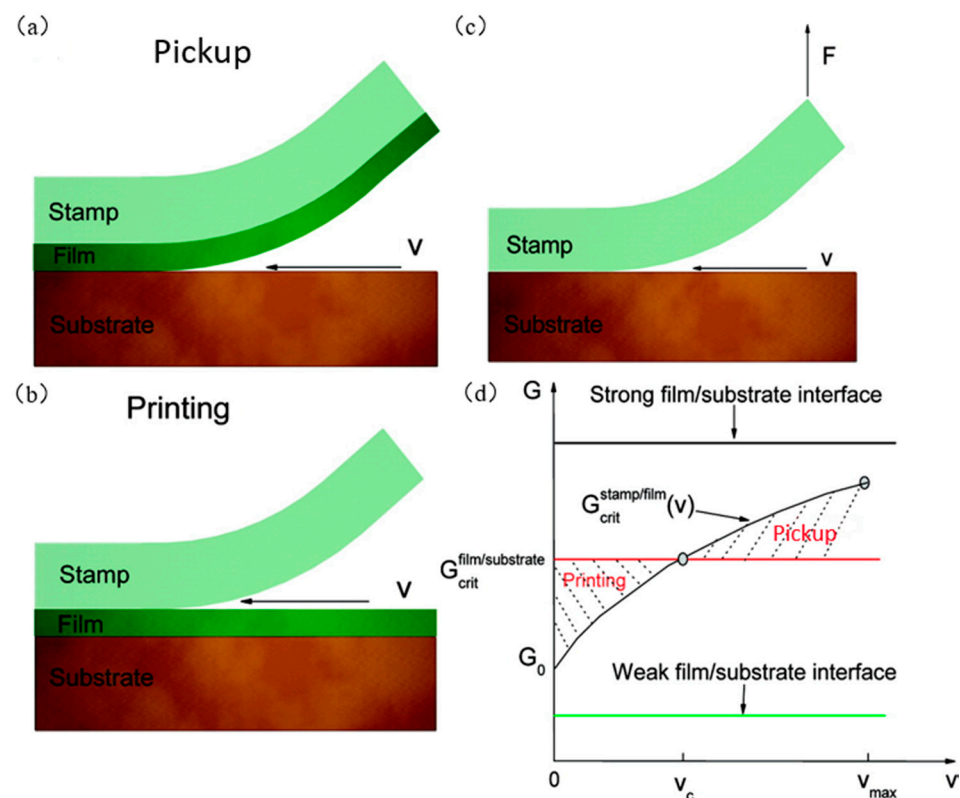 (a)
Pickup
Stamp
Film
V
Substrate
(b)
Printing
Stamp
V
Film
Substrate
(c)
F
Stamp
v
Substrate
(d)
G
Strong film/substrate interface
G_crit^stamp/film(v)
Pickup
G_crit^film/substrate
Printing
G_0
Weak film/substrate interface
0
v_c
v_max
v